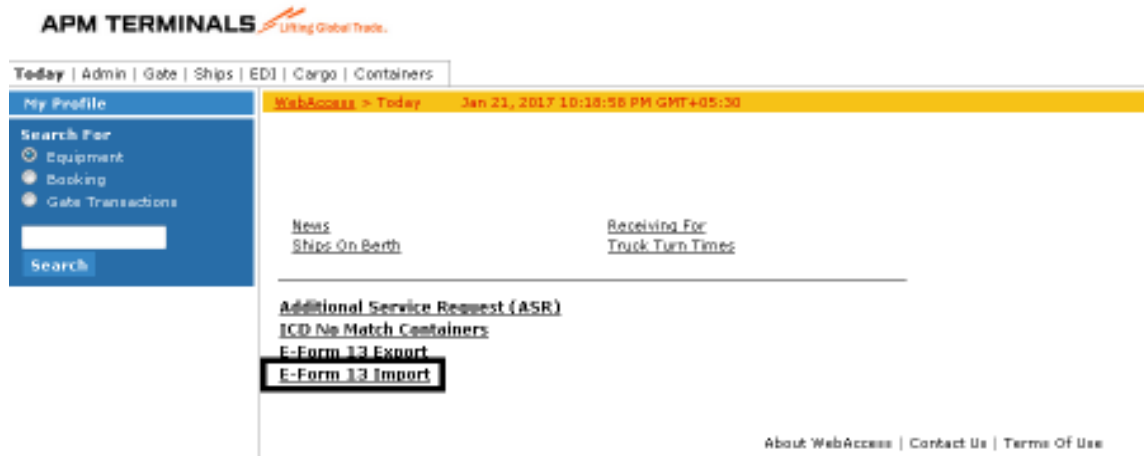 APM TERMINALS Lifting Global Trade.
Today | Admin | Gate | Ships | EDI | Cargo | Containers
My Profile
WebAccess > Today Jan 21, 2017 10:18:58 PM GMT+05:30
Search For
Equipment
Booking
Gate Transactions
Search
News
Receiving For
Ships On Berth
Truck Turn Times
Additional Service Request (ASR)
ICD No Match Containers
E-Form 13 Export
E-Form 13 Import
About WebAccess | Contact Us | Terms Of Use